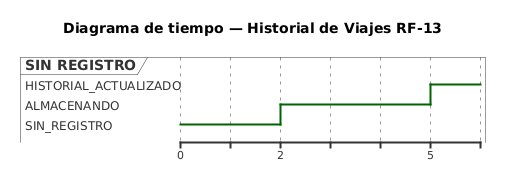 Diagrama de tiempo — Historial de Viajes RF-13
SIN REGISTRO
HISTORIAL_ACTUALIZADO
ALMACENANDO
SIN_REGISTRO
0 2 5